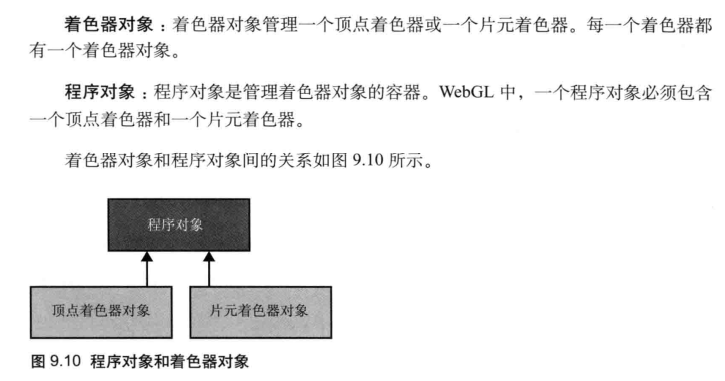 着色器对象：着色器对象管理一个顶点着色器或一个片元着色器。每一个着色器都
有一个着色器对象。
程序对象：程序对象是管理着色器对象的容器。WebGL 中，一个程序对象必须包含
一个顶点着色器和一个片元着色器。
着色器对象和程序对象间的关系如图 9.10 所示。
程序对象
顶点着色器对象
片元着色器对象
图 9.10 程序对象和着色器对象